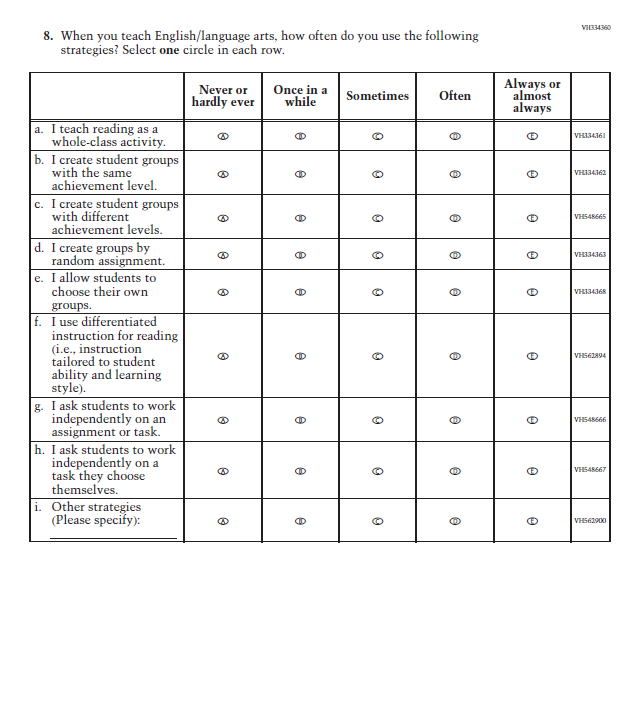 VH334360
8. When you teach English/language arts, how often do you use the following
strategies? Select one circle in each row.
Never or
hardly ever
Once in a
while
Sometimes
Often
Always or
almost
always
a. I teach reading as a
whole-class activity.
A B C D E VH334361
b. I create student groups
with the same
achievement level.
A B C D E VH334362
c. I create student groups
with different
achievement levels.
A B C D E VH548665
d. I create groups by
random assignment.
A B C D E VH334363
e. I allow students to
choose their own
groups.
A B C D E VH334368
f. I use differentiated
instruction for reading
(i.e., instruction
tailored to student
ability and learning
style).
A B C D E VH562894
g. I ask students to work
independently on an
assignment or task.
A B C D E VH548666
h. I ask students to work
independently on a
task they choose
themselves.
A B C D E VH548667
i. Other strategies
(Please specify):
A B C D E VH562900